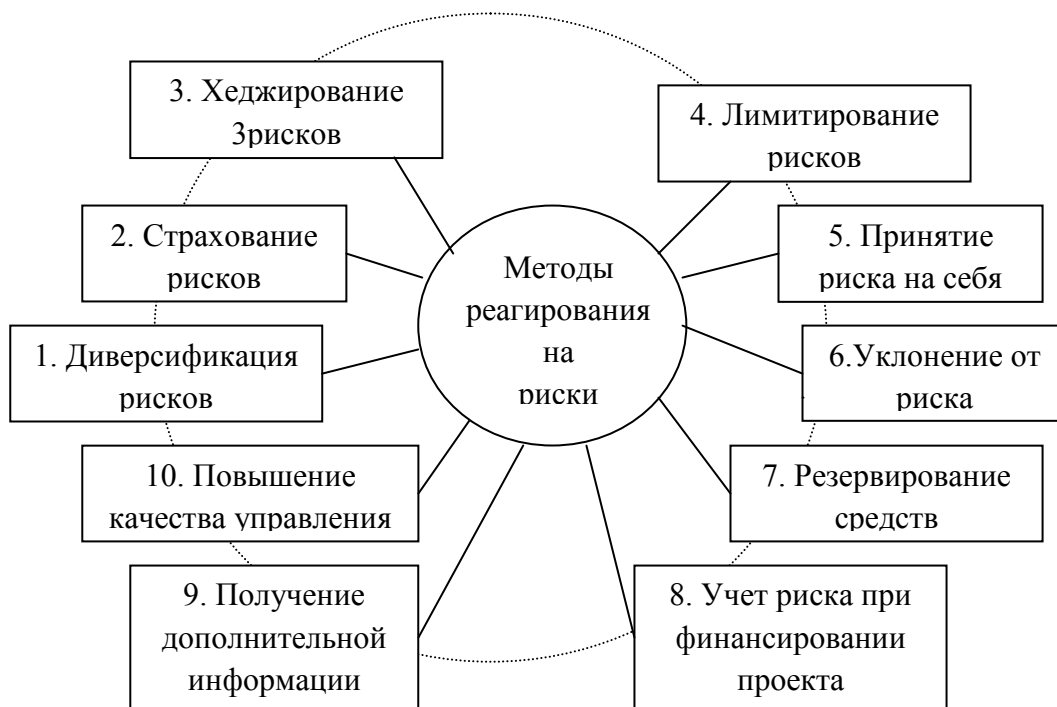 3. Хеджирование
3рисков
4. Лимитирование
рисков
2. Страхование
рисков
5. Принятие
риска на себя
Методы
реагирования
на
риски
1. Диверсификация
рисков
6.Уклонение от
риска
10. Повышение
качества управления
7. Резервирование
средств
9. Получение
дополнительной
информации
8. Учет риска при
финансировании
проекта